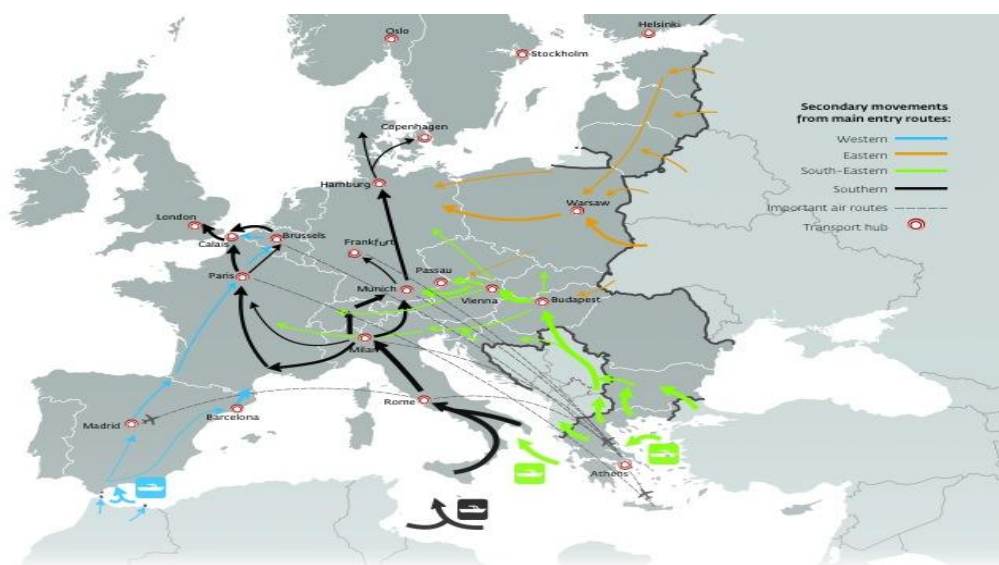 Oslo
Helsinki
Stockholm
Copenhagen
Hamburg
London
Calais
Brussels
Frankfurt
Warsaw
Paris
Munich
Passau
Vienna
Budapest
Milan
Rome
Madrid
Barcelona
Athens
Secondary movements
from main entry routes:
Western
Eastern
South-Eastern
Southern
Important air routes
Transport hub